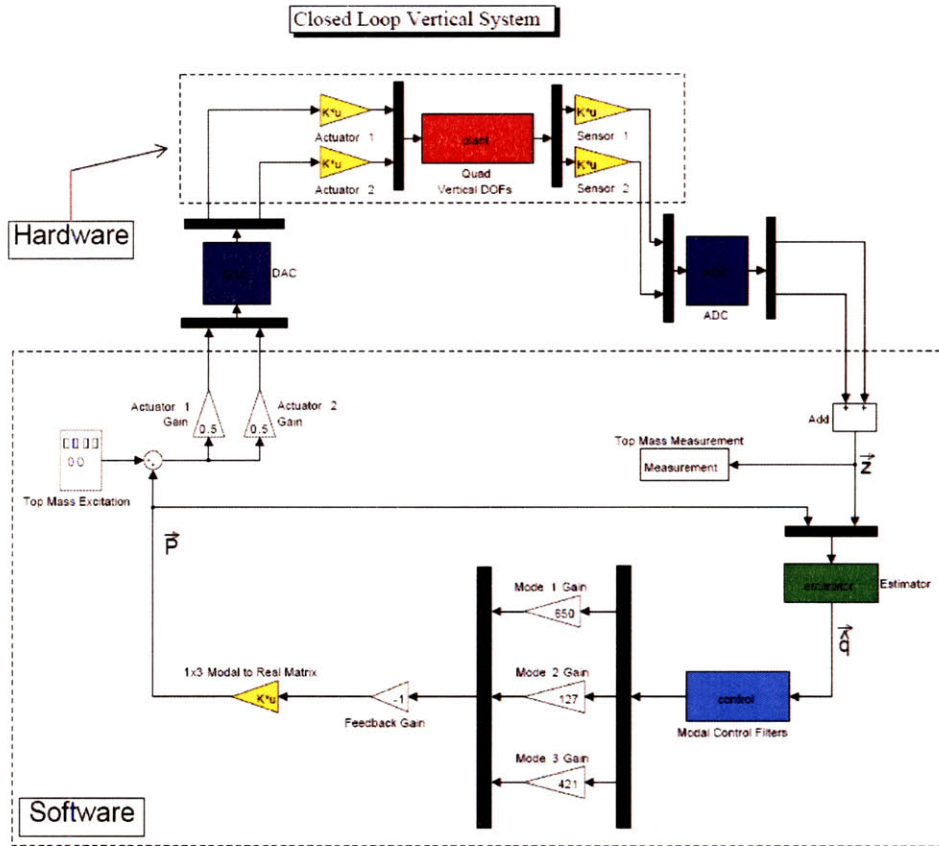 Closed Loop Vertical System
K*u
Actuator 1
K*u
Actuator 2
plant
Quad
Vertical DOFs
K*u
Sensor 1
K*u
Sensor 2
Hardware
DAC
ADC
Actuator 1
Gain
0.5
Actuator 2
Gain
0.5
Add
+ +
Top Mass Measurement
Measurement
z
Top Mass Excitation
P
estimator
Estimator
q̂
Mode 1 Gain
650
Mode 2 Gain
127
Mode 3 Gain
421
control
Modal Control Filters
1x3 Modal to Real Matrix
K*u
-1
Feedback Gain
Software